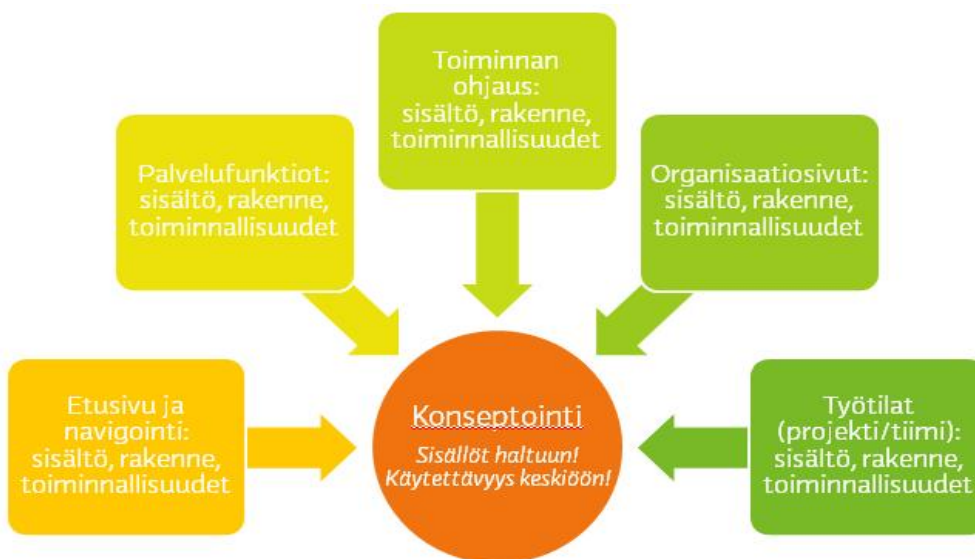 Toiminnan
ohjaus:
sisältö, rakenne,
toiminnallisuudet
Palvelufunktiot:
sisältö, rakenne,
toiminnallisuudet
Organisaatiosivut:
sisältö, rakenne,
toiminnallisuudet
Etusivu ja
navigointi:
sisältö, rakenne,
toiminnallisuudet
Konseptointi
Sisällöt haltuun!
Käytettävyys keskiöön!
Työtilat
(projekti/tiimi):
sisältö, rakenne,
toiminnallisuudet